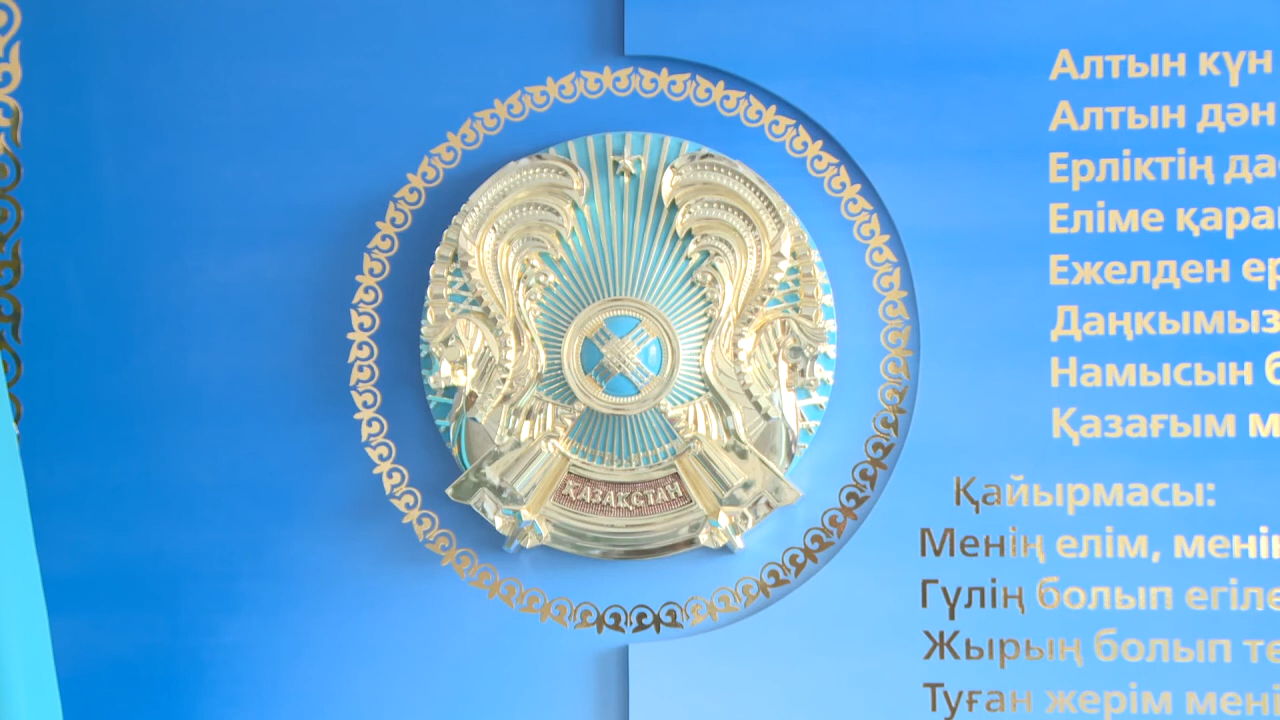 ҚАЗАҚСТАН
Алтын күн
Алтын дән
Ерліктің
Еліме
Ежелден
Даңкымыз
Намысын
Қазағым
Қайырмасы:
Менің елім,
Гүлің болып
Жырың болып
Туған жерім